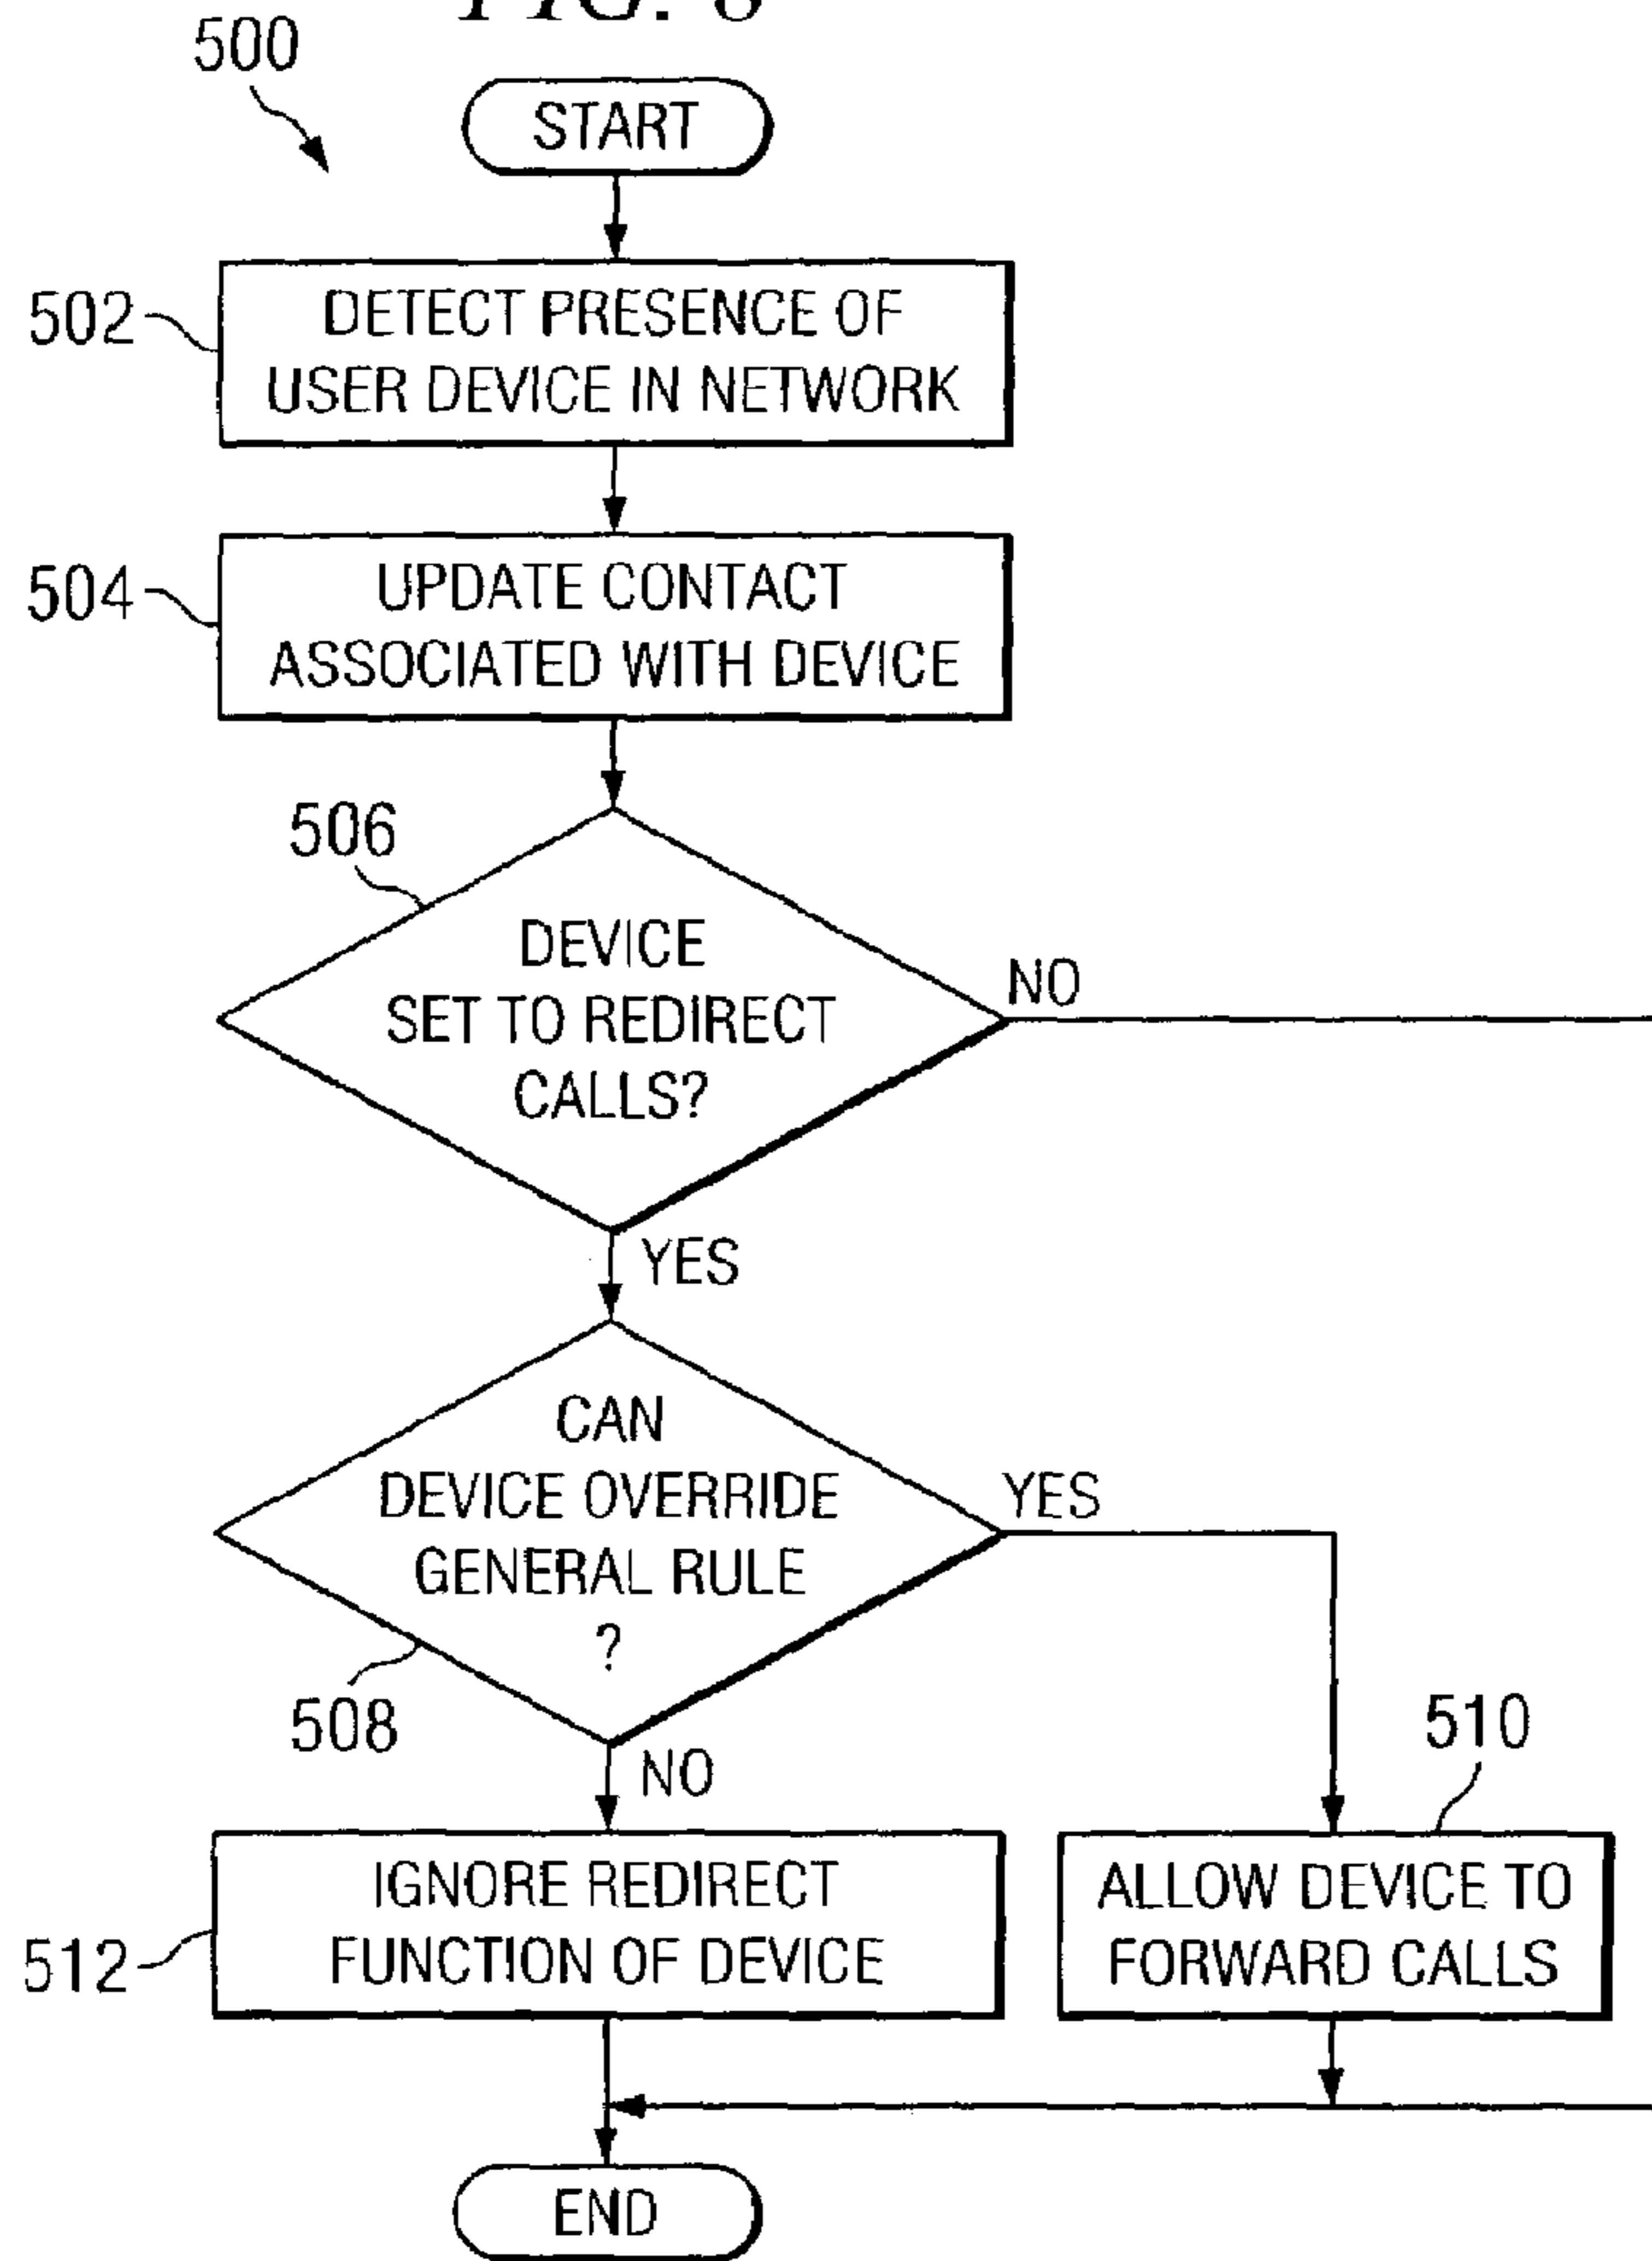 500
START
502
DETECT PRESENCE OF
USER DEVICE IN NETWORK
504
UPDATE CONTACT
ASSOCIATED WITH DEVICE
506
DEVICE
SET TO REDIRECT
CALLS?
NO
YES
CAN
DEVICE OVERRIDE
GENERAL RULE
?
YES
508
NO
510
512
IGNORE REDIRECT
FUNCTION OF DEVICE
ALLOW DEVICE TO
FORWARD CALLS
END